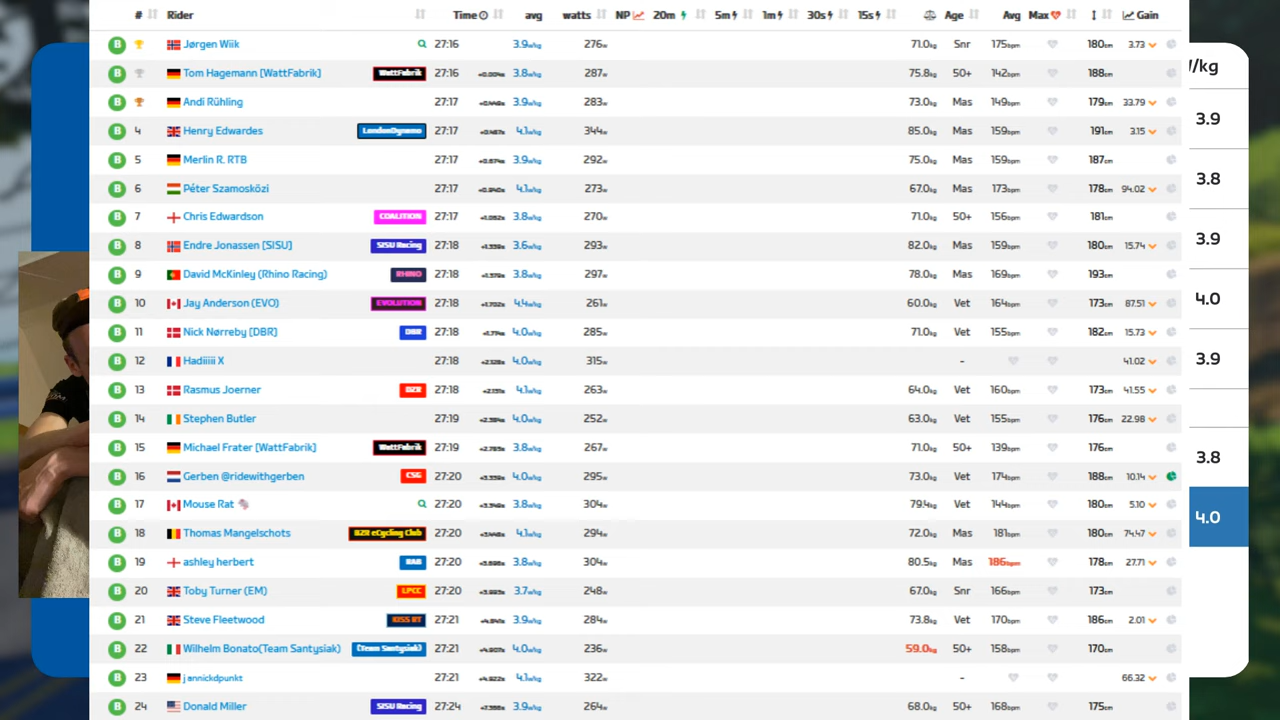 # Rider Time avg watts NP 20m 5m 1m 30s 15s Age Avg Max Gain
B Jørgen Wiik 27:16 3.9w/kg 276w 71.0kg Snr 175bpm 180cm 3.73
B Tom Hagemann [WattFabrik] WattFabrik 27:16 3.8w/kg 287w 75.8kg 50+ 142bpm 188cm
B Andi Rühling 27:17 3.9w/kg 283w 73.0kg Mas 149bpm 179cm 33.79
B 4 Henry Edwardes LondonDynamo 27:17 4.1w/kg 344w 85.0kg Mas 159bpm 191cm 3.15
B 5 Merlin R. RTB 27:17 3.9w/kg 292w 75.0kg Mas 159bpm 187cm
B 6 Péter Szamosközi 27:17 4.1w/kg 273w 67.0kg Mas 173bpm 178cm 94.02
B 7 Chris Edwardson COALITION 27:17 3.8w/kg 270w 71.0kg 50+ 156bpm 181cm
B 8 Endre Jonassen [SISU] SISU Racing 27:18 3.6w/kg 293w 82.0kg Mas 159bpm 180cm 15.74
B 9 David McKinley (Rhino Racing) RHINO 27:18 3.8w/kg 297w 78.0kg Mas 169bpm 193cm
B 10 Jay Anderson (EVO) EVOLUTION 27:18 4.4w/kg 261w 60.0kg Vet 164bpm 173cm 87.51
B 11 Nick Nørreby [DBR] DBR 27:18 4.0w/kg 285w 71.0kg Vet 155bpm 182cm 15.73
B 12 Hadiiiii X 27:18 4.0w/kg 315w - 41.02
B 13 Rasmus Joerner BZR 27:18 4.1w/kg 263w 64.0kg Vet 160bpm 173cm 41.55
B 14 Stephen Butler 27:19 4.0w/kg 252w 63.0kg Vet 155bpm 176cm 22.98
B 15 Michael Frater [WattFabrik] WattFabrik 27:19 3.8w/kg 267w 71.0kg 50+ 139bpm 176cm
B 16 Gerben @ridewithgerben CSG 27:20 4.0w/kg 295w 73.0kg Vet 174bpm 188cm 10.14
B 17 Mouse Rat 27:20 3.8w/kg 304w 79.4kg Vet 144bpm 180cm 5.10
B 18 Thomas Mangelschots BZR eCycling Club 27:20 4.1w/kg 294w 72.0kg Mas 181bpm 180cm 74.47
B 19 ashley herbert RAB 27:20 3.8w/kg 304w 80.5kg Mas 186bpm 178cm 27.71
B 20 Toby Turner (EM) LPCC 27:20 3.7w/kg 248w 67.0kg Snr 166bpm 173cm
B 21 Steve Fleetwood KISS RT 27:21 3.9w/kg 284w 73.8kg Vet 170bpm 186cm 2.01
B 22 Wilhelm Bonato(Team Santysiak) (Team Santysiak) 27:21 4.0w/kg 236w 59.0kg 50+ 158bpm 170cm
B 23 jannickdpunkt 27:21 4.1w/kg 322w - 66.32
B 24 Donald Miller SISU Racing 27:24 3.9w/kg 264w 68.0kg 50+ 168bpm 175cm
/kg
3.9
3.8
3.9
4.0
3.9
3.8
4.0